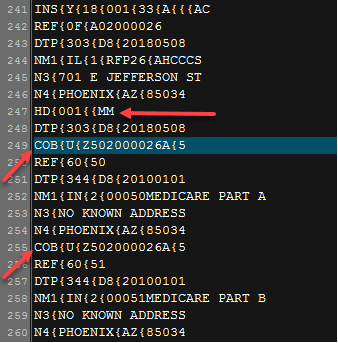 241 INS{Y{18{001{33{A{{{AC
242 REF{0F{A02000026
243 DTP{303{D8{20180508
244 NM1{IL{1{RFP26{AHCCCS
245 N3{701 E JEFFERSON ST
246 N4{PHOENIX{AZ{85034
247 HD{001{{MM
248 DTP{303{D8{20180508
249 COB{U{Z502000026A{5
250 REF{60{50
251 DTP{344{D8{20100101
252 NM1{IN{2{00050MEDICARE PART A
253 N3{NO KNOWN ADDRESS
254 N4{PHOENIX{AZ{85034
255 COB{U{Z502000026A{5
256 REF{60{51
257 DTP{344{D8{20100101
258 NM1{IN{2{00051MEDICARE PART B
259 N3{NO KNOWN ADDRESS
260 N4{PHOENIX{AZ{85034